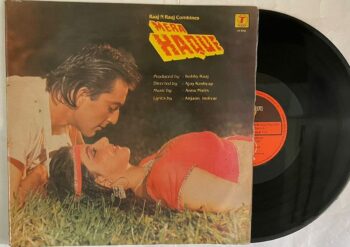 Raaj N Raaj Combines
MERA
HAQUE
Produced by : Bobby Raaj
Directed by : Ajay Kashyap
Music by : Annu Malik
Lyrics by : Anjaan Indivar
T